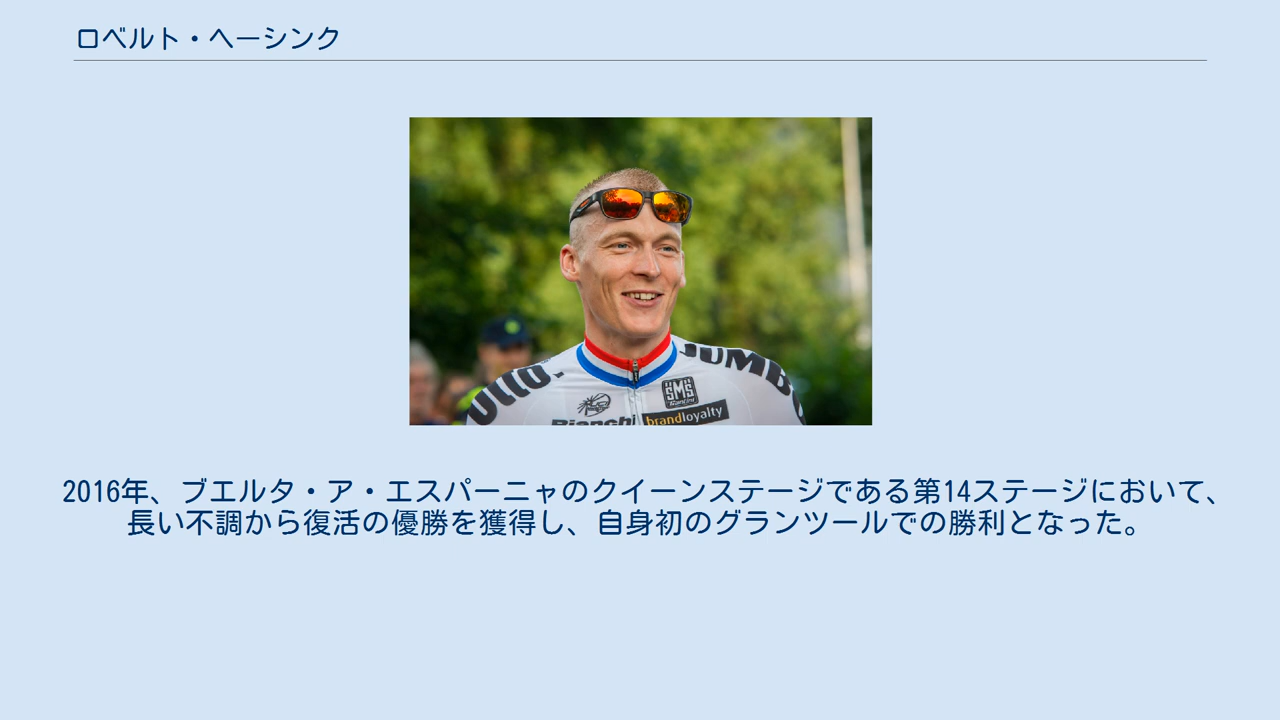 ロベルト・ヘーシンク
JUMB
SMS
Santini
Bianchi
brandloyalty
2016年、ブエルタ・ア・エスパーニャのクイーンステージである第14ステージにおいて、
長い不調から復活の優勝を獲得し、自身初のグランツールでの勝利となった。